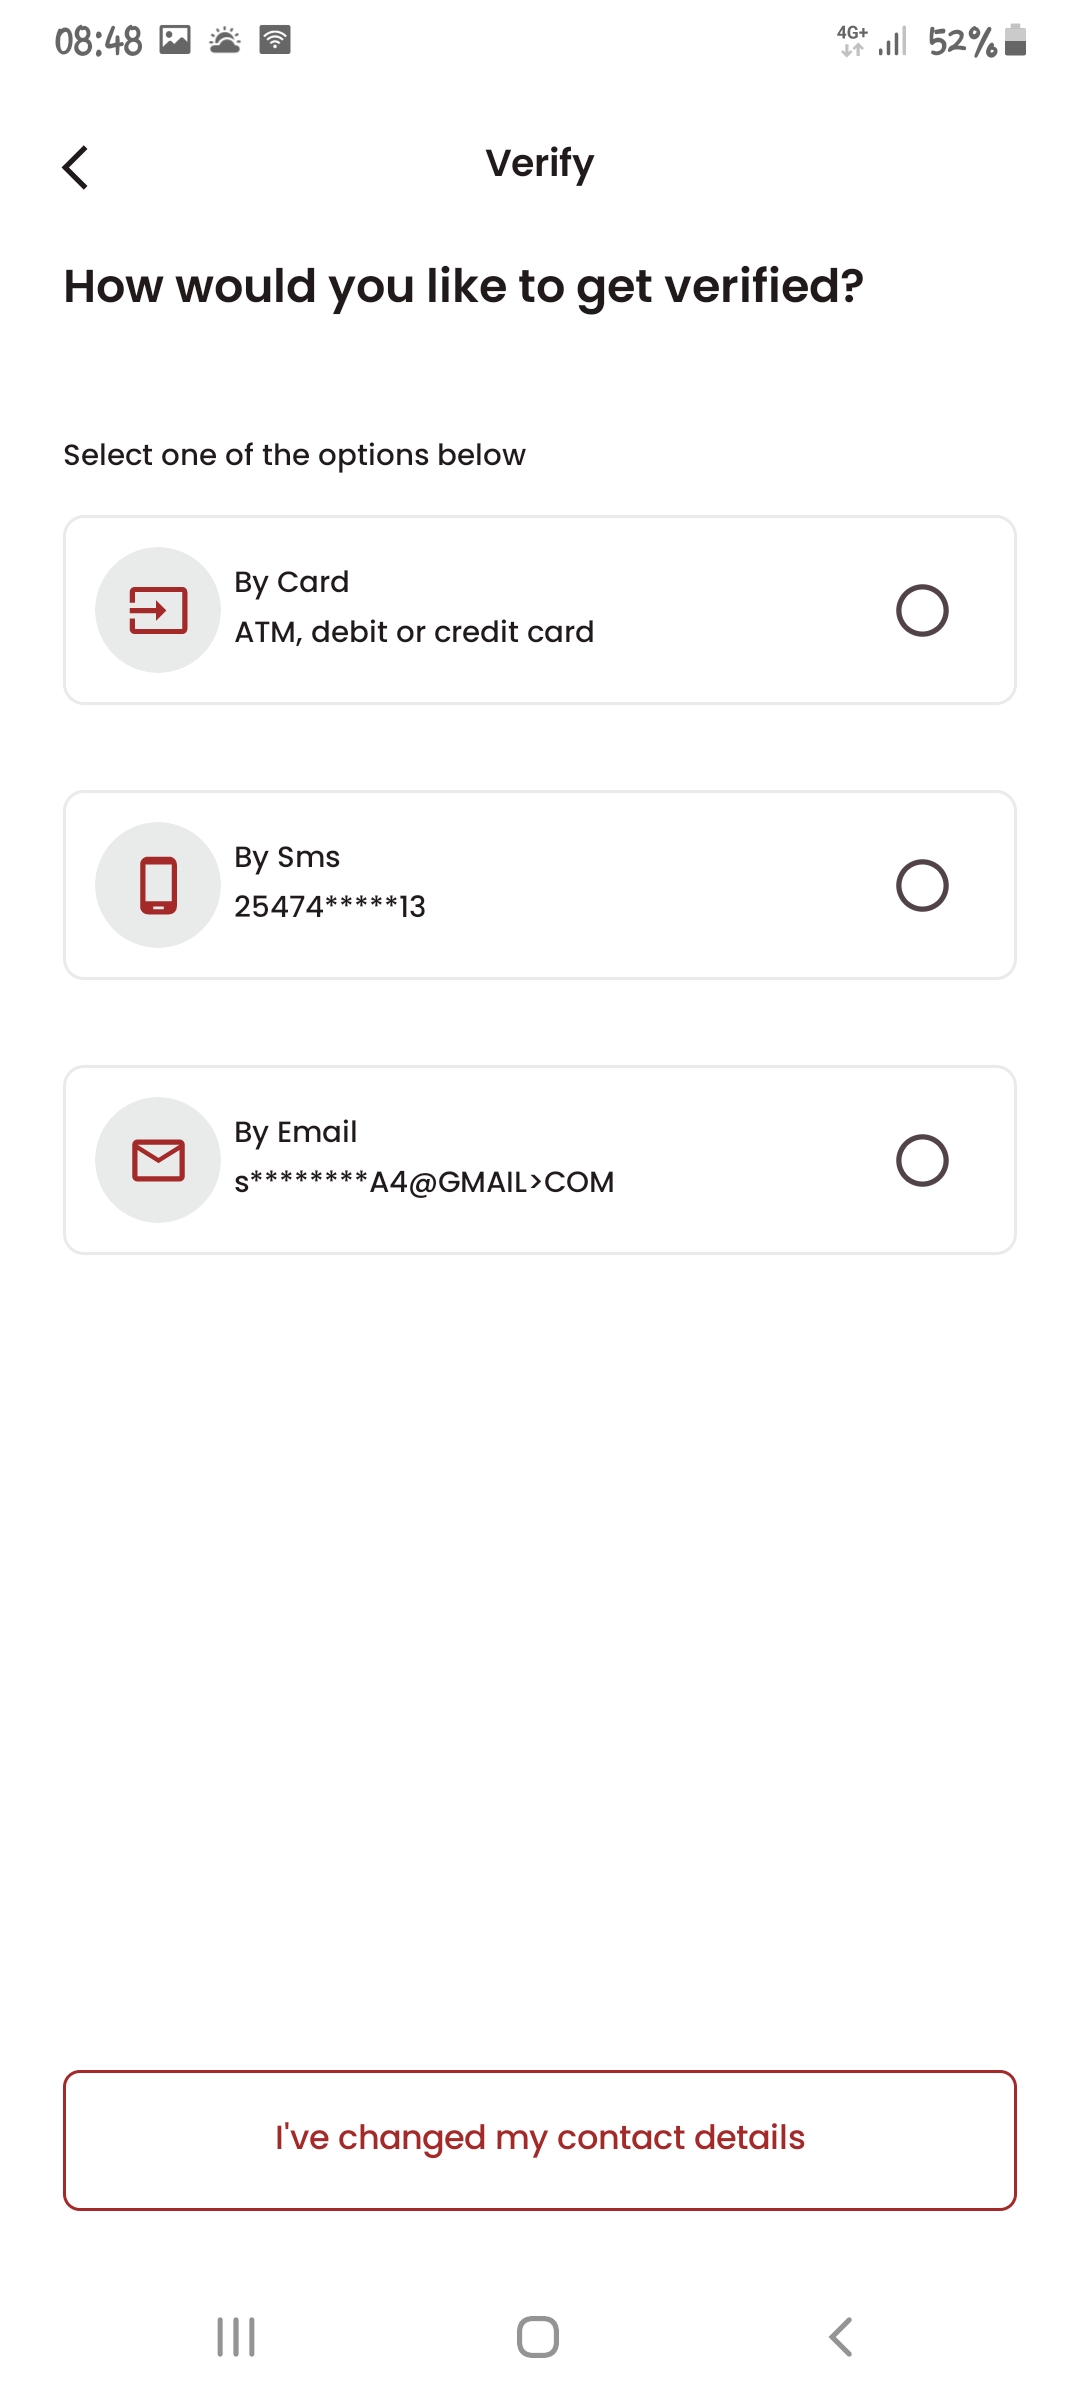 08:48 4G+ 52%
Verify
How would you like to get verified?
Select one of the options below
By Card
ATM, debit or credit card
By Sms
25474*****13
By Email
s********A4@GMAIL>COM
I've changed my contact details